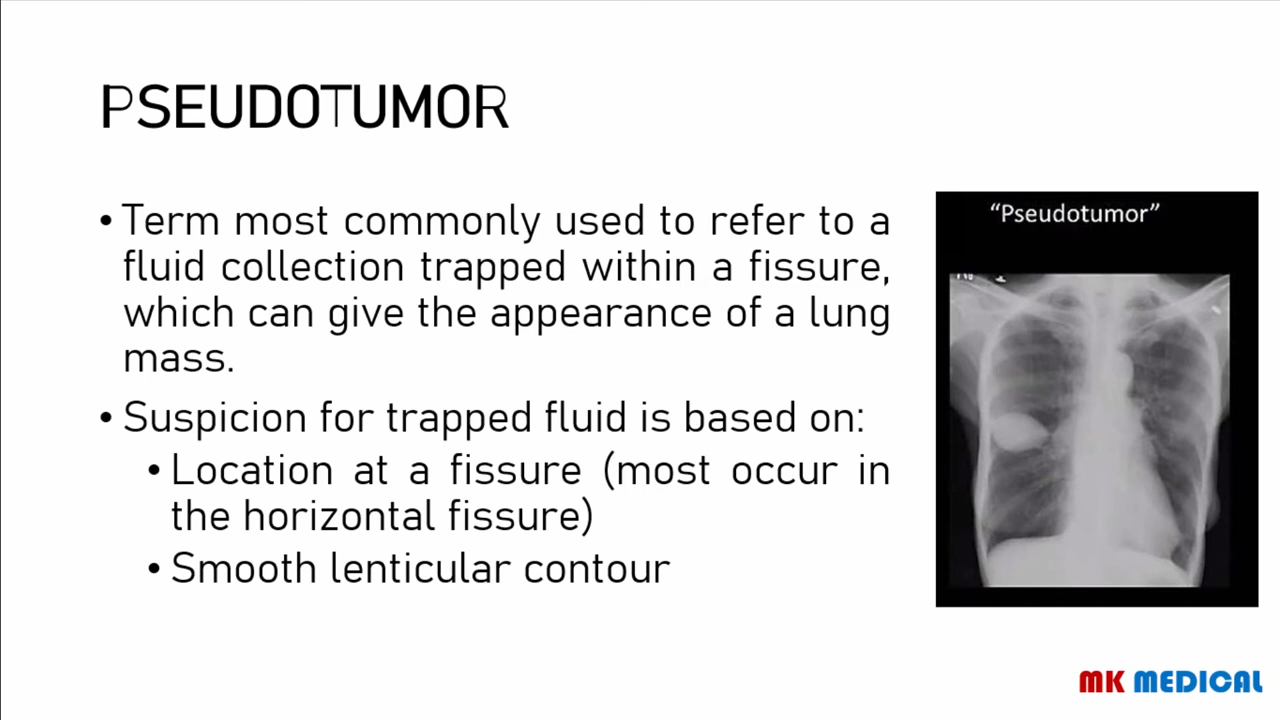 PSEUDOTUMOR
• Term most commonly used to refer to a
fluid collection trapped within a fissure,
which can give the appearance of a lung
mass.
• Suspicion for trapped fluid is based on:
• Location at a fissure (most occur in
the horizontal fissure)
• Smooth lenticular contour
“Pseudotumor”
MK MEDICAL